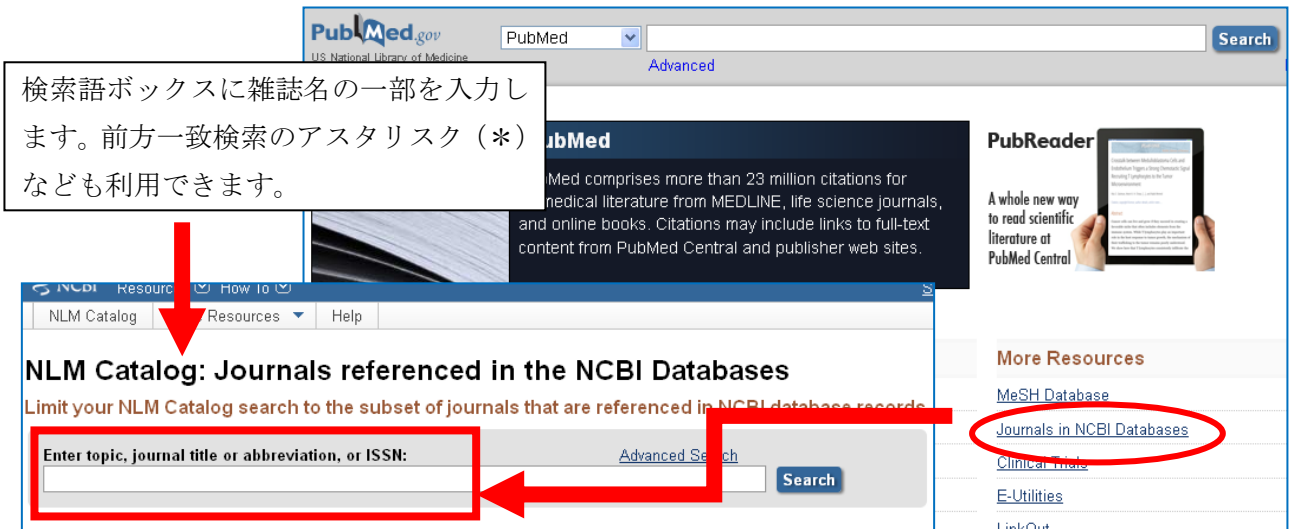 PubMed.gov
US National Library of Medicine
PubMed
Search
Advanced
検索語ボックスに雑誌名の一部を入力し
ます。前方一致検索のアスタリスク（＊）
なども利用できます。
ubMed
Med comprises more than 23 million citations for
medical literature from MEDLINE, life science journals,
and online books. Citations may include links to full-text
content from PubMed Central and publisher web sites.
PubReader
A whole new way
to read scientific
literature at
PubMed Central
NCBI Resourc How To
NLM Catalog Resources Help
NLM Catalog: Journals referenced in the NCBI Databases
Limit your NLM Catalog search to the subset of journals that are referenced in NCBI database records
Enter topic, journal title or abbreviation, or ISSN:
Advanced Search
Search
More Resources
MeSH Database
Journals in NCBI Databases
Clinical Trials
E-Utilities
LinkOut